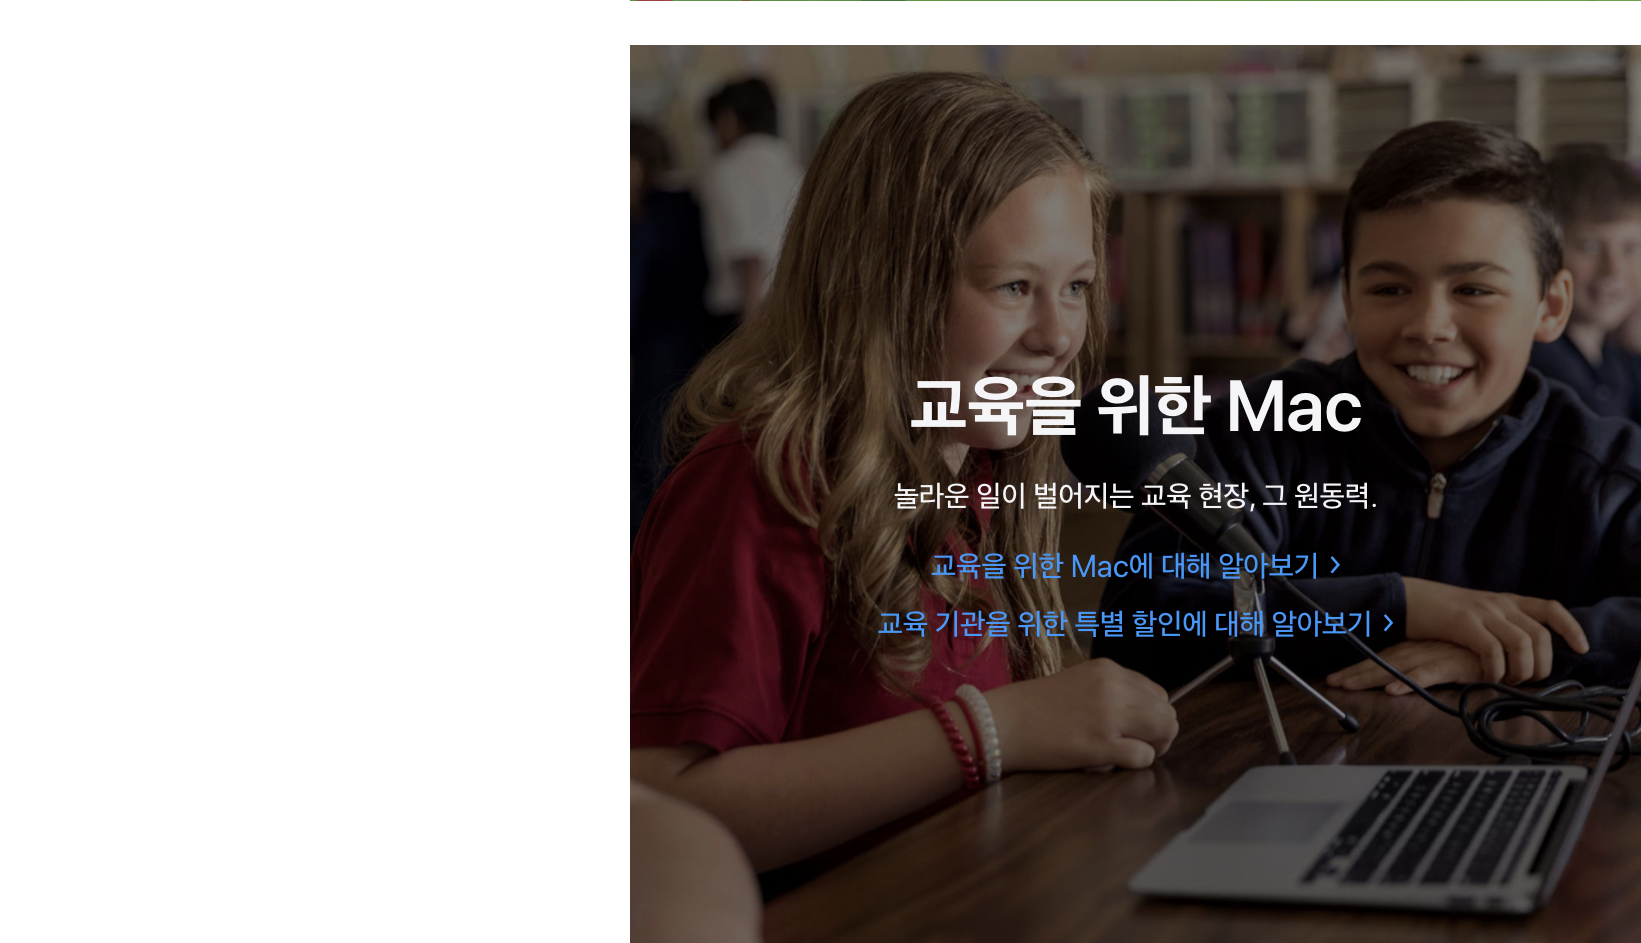 교육을 위한 Mac
놀라운 일이 벌어지는 교육 현장, 그 원동력.
교육을 위한 Mac에 대해 알아보기 >
교육 기관을 위한 특별 할인에 대해 알아보기 >